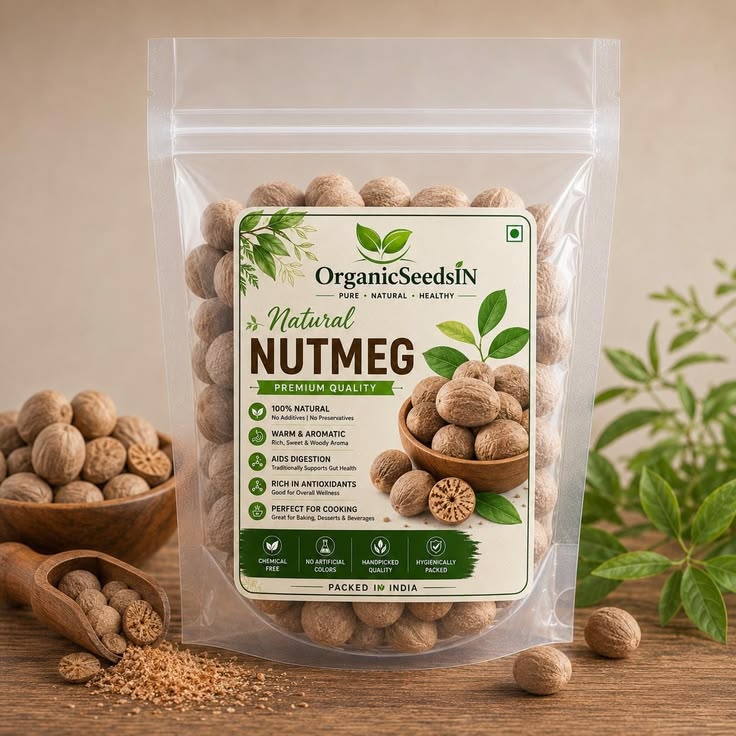 OrganicSeedsIN
PURE • NATURAL • HEALTHY
Natural
NUTMEG
PREMIUM QUALITY
100% NATURAL
No Additives | No Preservatives
WARM & AROMATIC
Rich, Sweet & Woody Aroma
AIDS DIGESTION
Traditionally Supports Gut Health
RICH IN ANTIOXIDANTS
Good for Overall Wellness
PERFECT FOR COOKING
Great for Baking, Desserts & Beverages
CHEMICAL FREE
NO ARTIFICIAL COLORS
HANDPICKED QUALITY
HYGIENICALLY PACKED
PACKED IN INDIA